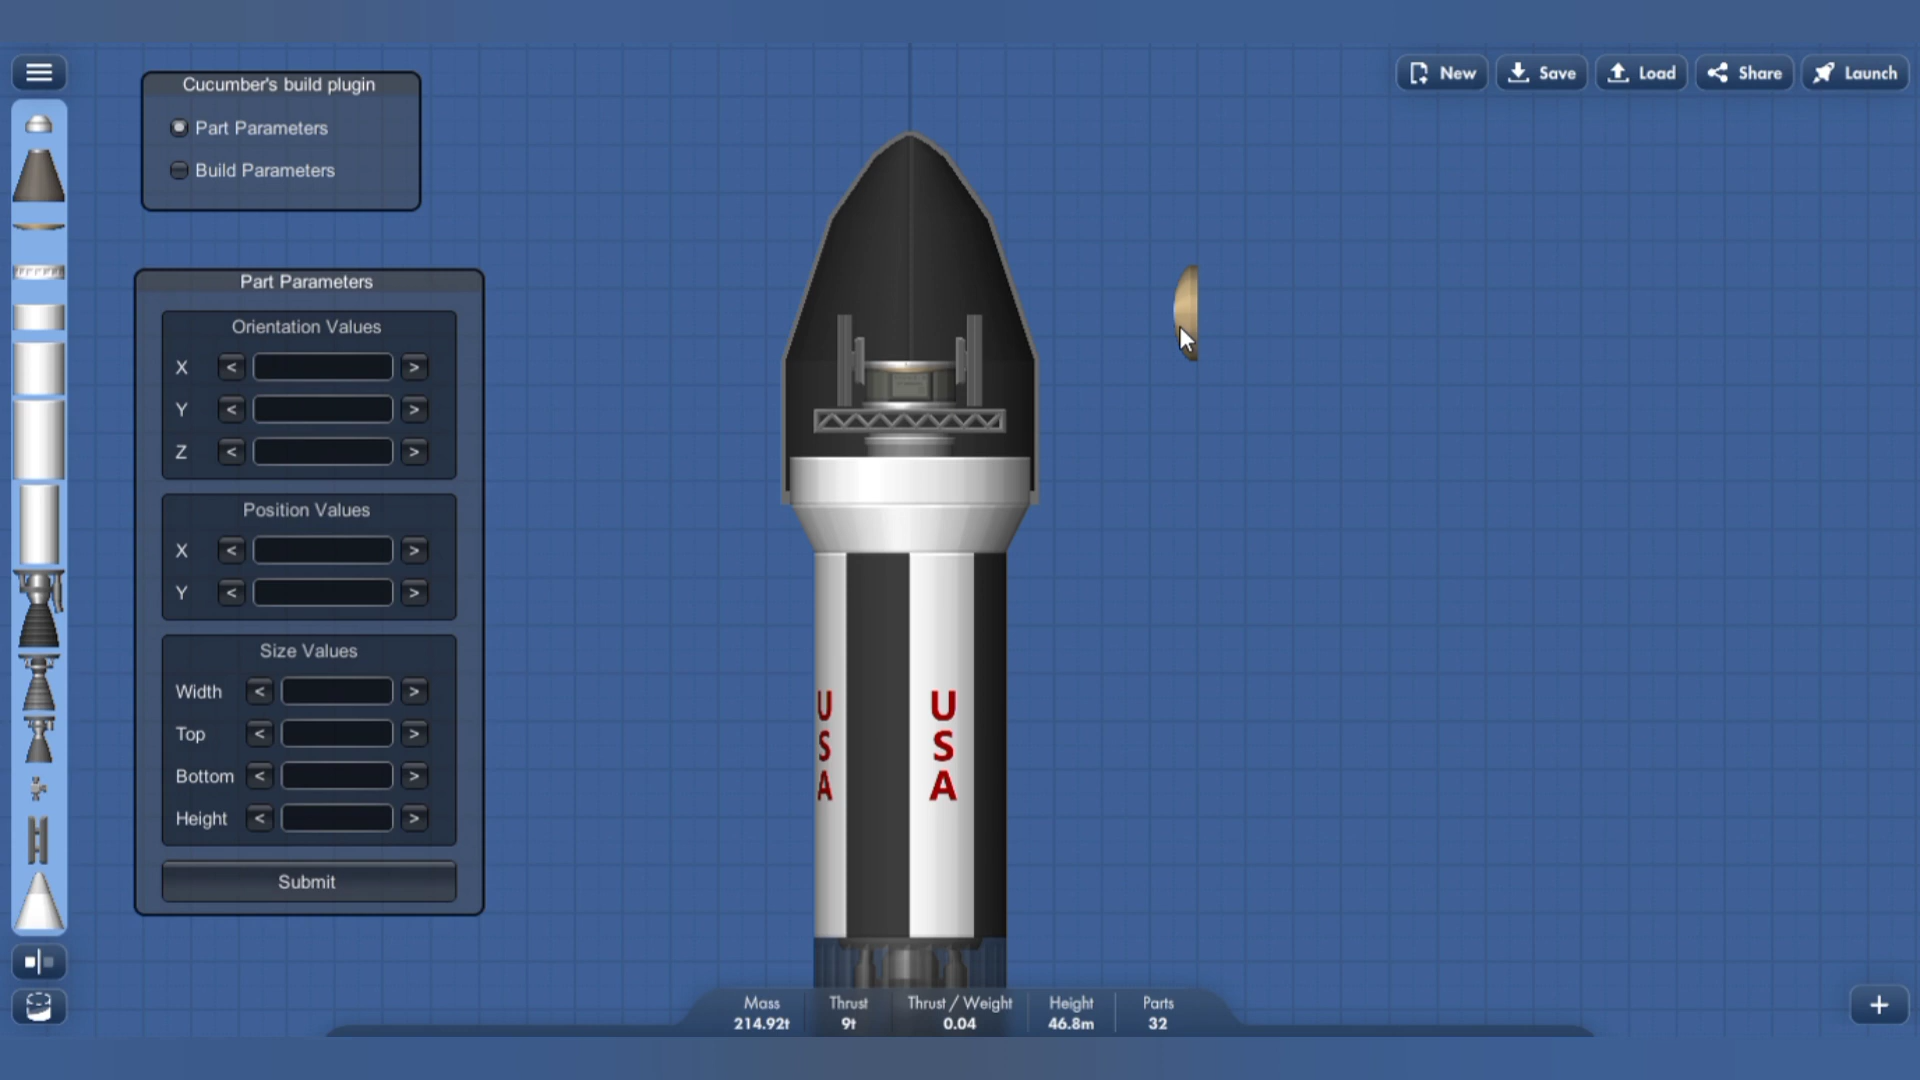 Cucumber's build plugin
Part Parameters
Build Parameters
New
Save
Load
Share
Launch
Part Parameters
Orientation Values
X < >
Y < >
Z < >
Position Values
X < >
Y < >
Size Values
Width < >
Top < >
Bottom < >
Height < >
Submit
U
S
A
U
S
A
Mass Thrust Thrust / Weight Height Parts
214.92t 9t 0.04 46.8m 32
+